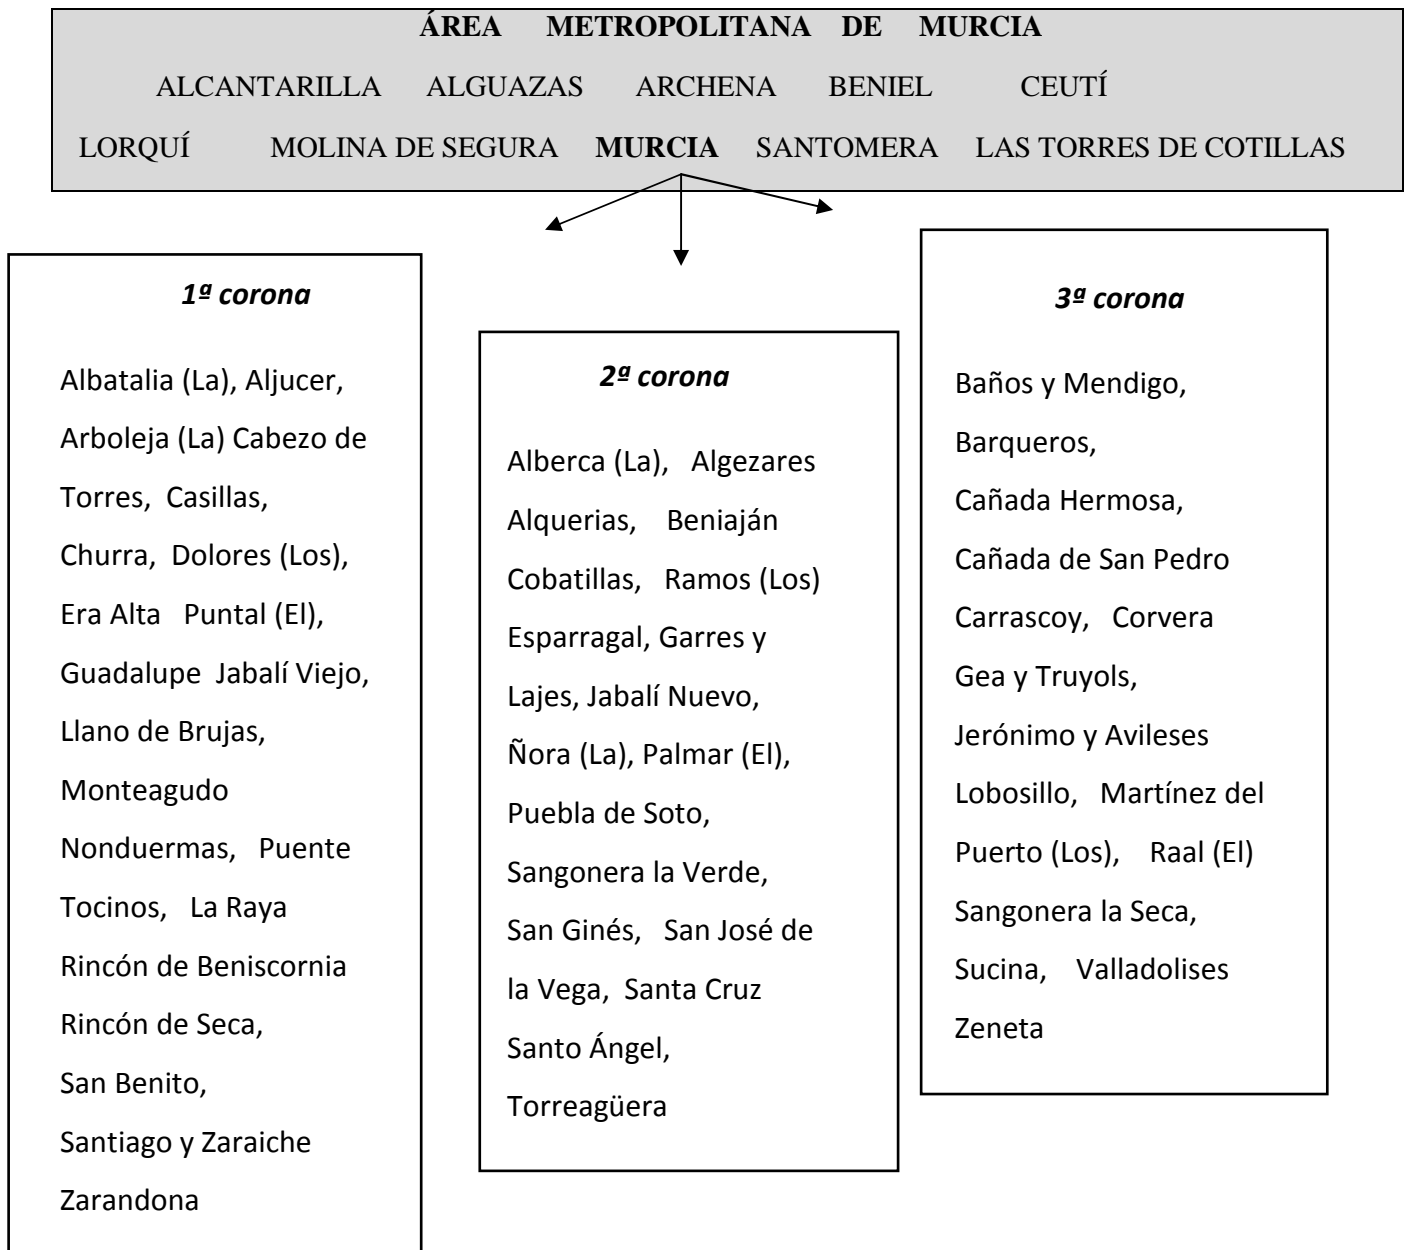 ÁREA METROPOLITANA DE MURCIA
ALCANTARILLA ALGUAZAS ARCHENA BENIEL CEUTÍ
LORQUÍ MOLINA DE SEGURA MURCIA SANTOMERA LAS TORRES DE COTILLAS
1ª corona
Albatalia (La), Aljucer,
Arboleja (La) Cabezo de
Torres, Casillas,
Churra, Dolores (Los),
Era Alta Puntal (El),
Guadalupe Jabalí Viejo,
Llano de Brujas,
Monteagudo
Nonduermas, Puente
Tocinos, La Raya
Rincón de Beniscornia
Rincón de Seca,
San Benito,
Santiago y Zaraiche
Zarandona
2ª corona
Alberca (La), Algezares
Alquerias, Beniaján
Cobatillas, Ramos (Los)
Esparragal, Garres y
Lajes, Jabalí Nuevo,
Ñora (La), Palmar (El),
Puebla de Soto,
Sangonera la Verde,
San Ginés, San José de
la Vega, Santa Cruz
Santo Ángel,
Torreagüera
3ª corona
Baños y Mendigo,
Barqueros,
Cañada Hermosa,
Cañada de San Pedro
Carrascoy, Corvera
Gea y Truyols,
Jerónimo y Avileses
Lobosillo, Martínez del
Puerto (Los), Raal (El)
Sangonera la Seca,
Sucina, Valladolises
Zeneta